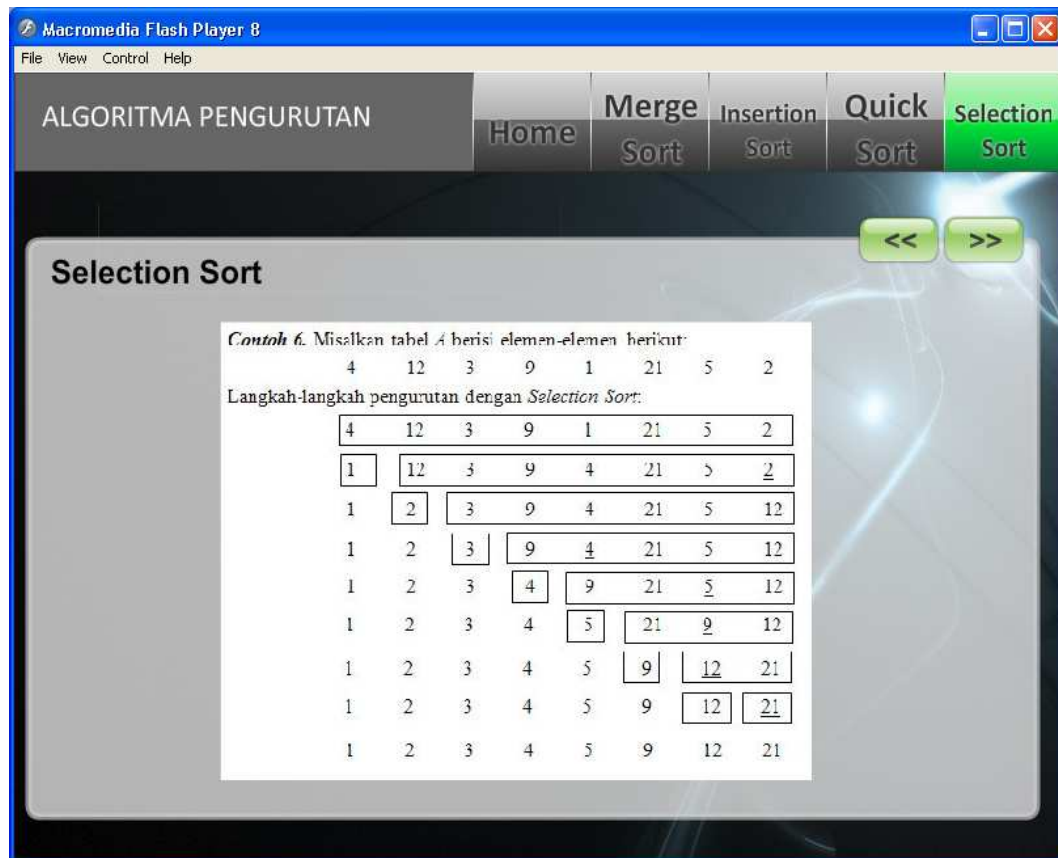 Macromedia Flash Player 8
File View Control Help
ALGORITMA PENGURUTAN
Home
Merge Sort
Insertion Sort
Quick Sort
Selection Sort
<< >>
Selection Sort
Contoh 6. Misalkan tabel A berisi elemen-elemen berikut:
4 12 3 9 1 21 5 2
Langkah-langkah pengurutan dengan Selection Sort:
4 12 3 9 1 21 5 2
1 12 3 9 4 21 5 2
1 2 3 9 4 21 5 12
1 2 3 9 4 21 5 12
1 2 3 4 9 21 5 12
1 2 3 4 5 21 9 12
1 2 3 4 5 9 12 21
1 2 3 4 5 9 12 21
1 2 3 4 5 9 12 21